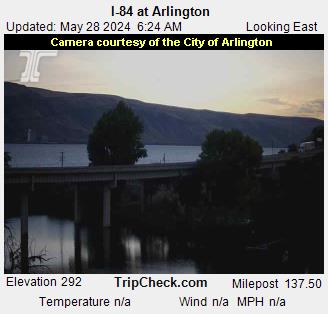 I-84 at Arlington
Updated: May 28 2024 6:24 AM Looking East
Camera courtesy of the City of Arlington
Elevation 292 TripCheck.com Milepost 137.50
Temperature n/a Wind n/a MPH n/a